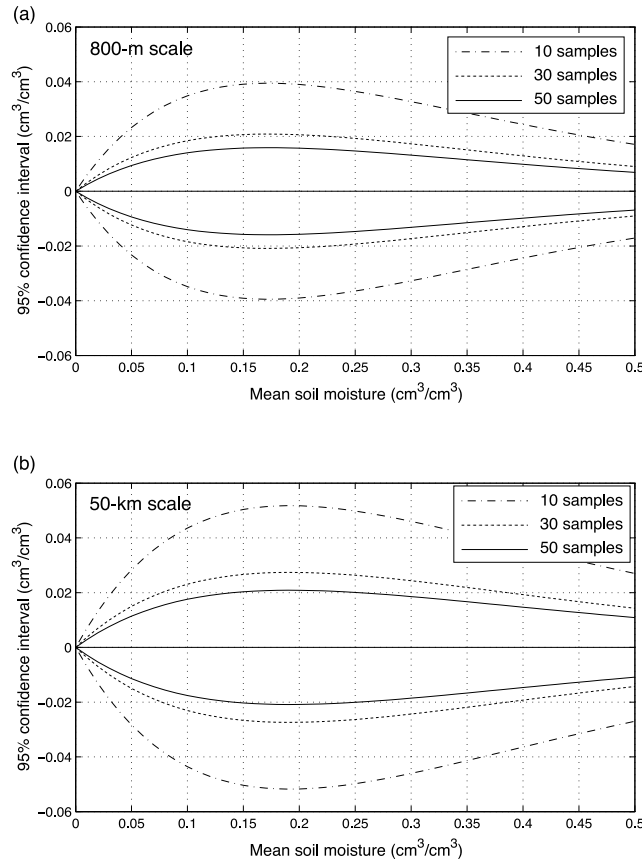 (a)
800-m scale
10 samples
30 samples
50 samples
95% confidence interval (cm³/cm³)
0.06
0.04
0.02
0
−0.02
−0.04
−0.06
0 0.05 0.1 0.15 0.2 0.25 0.3 0.35 0.4 0.45 0.5
Mean soil moisture (cm³/cm³)
(b)
50-km scale
10 samples
30 samples
50 samples
95% confidence interval (cm³/cm³)
0.06
0.04
0.02
0
−0.02
−0.04
−0.06
0 0.05 0.1 0.15 0.2 0.25 0.3 0.35 0.4 0.45 0.5
Mean soil moisture (cm³/cm³)